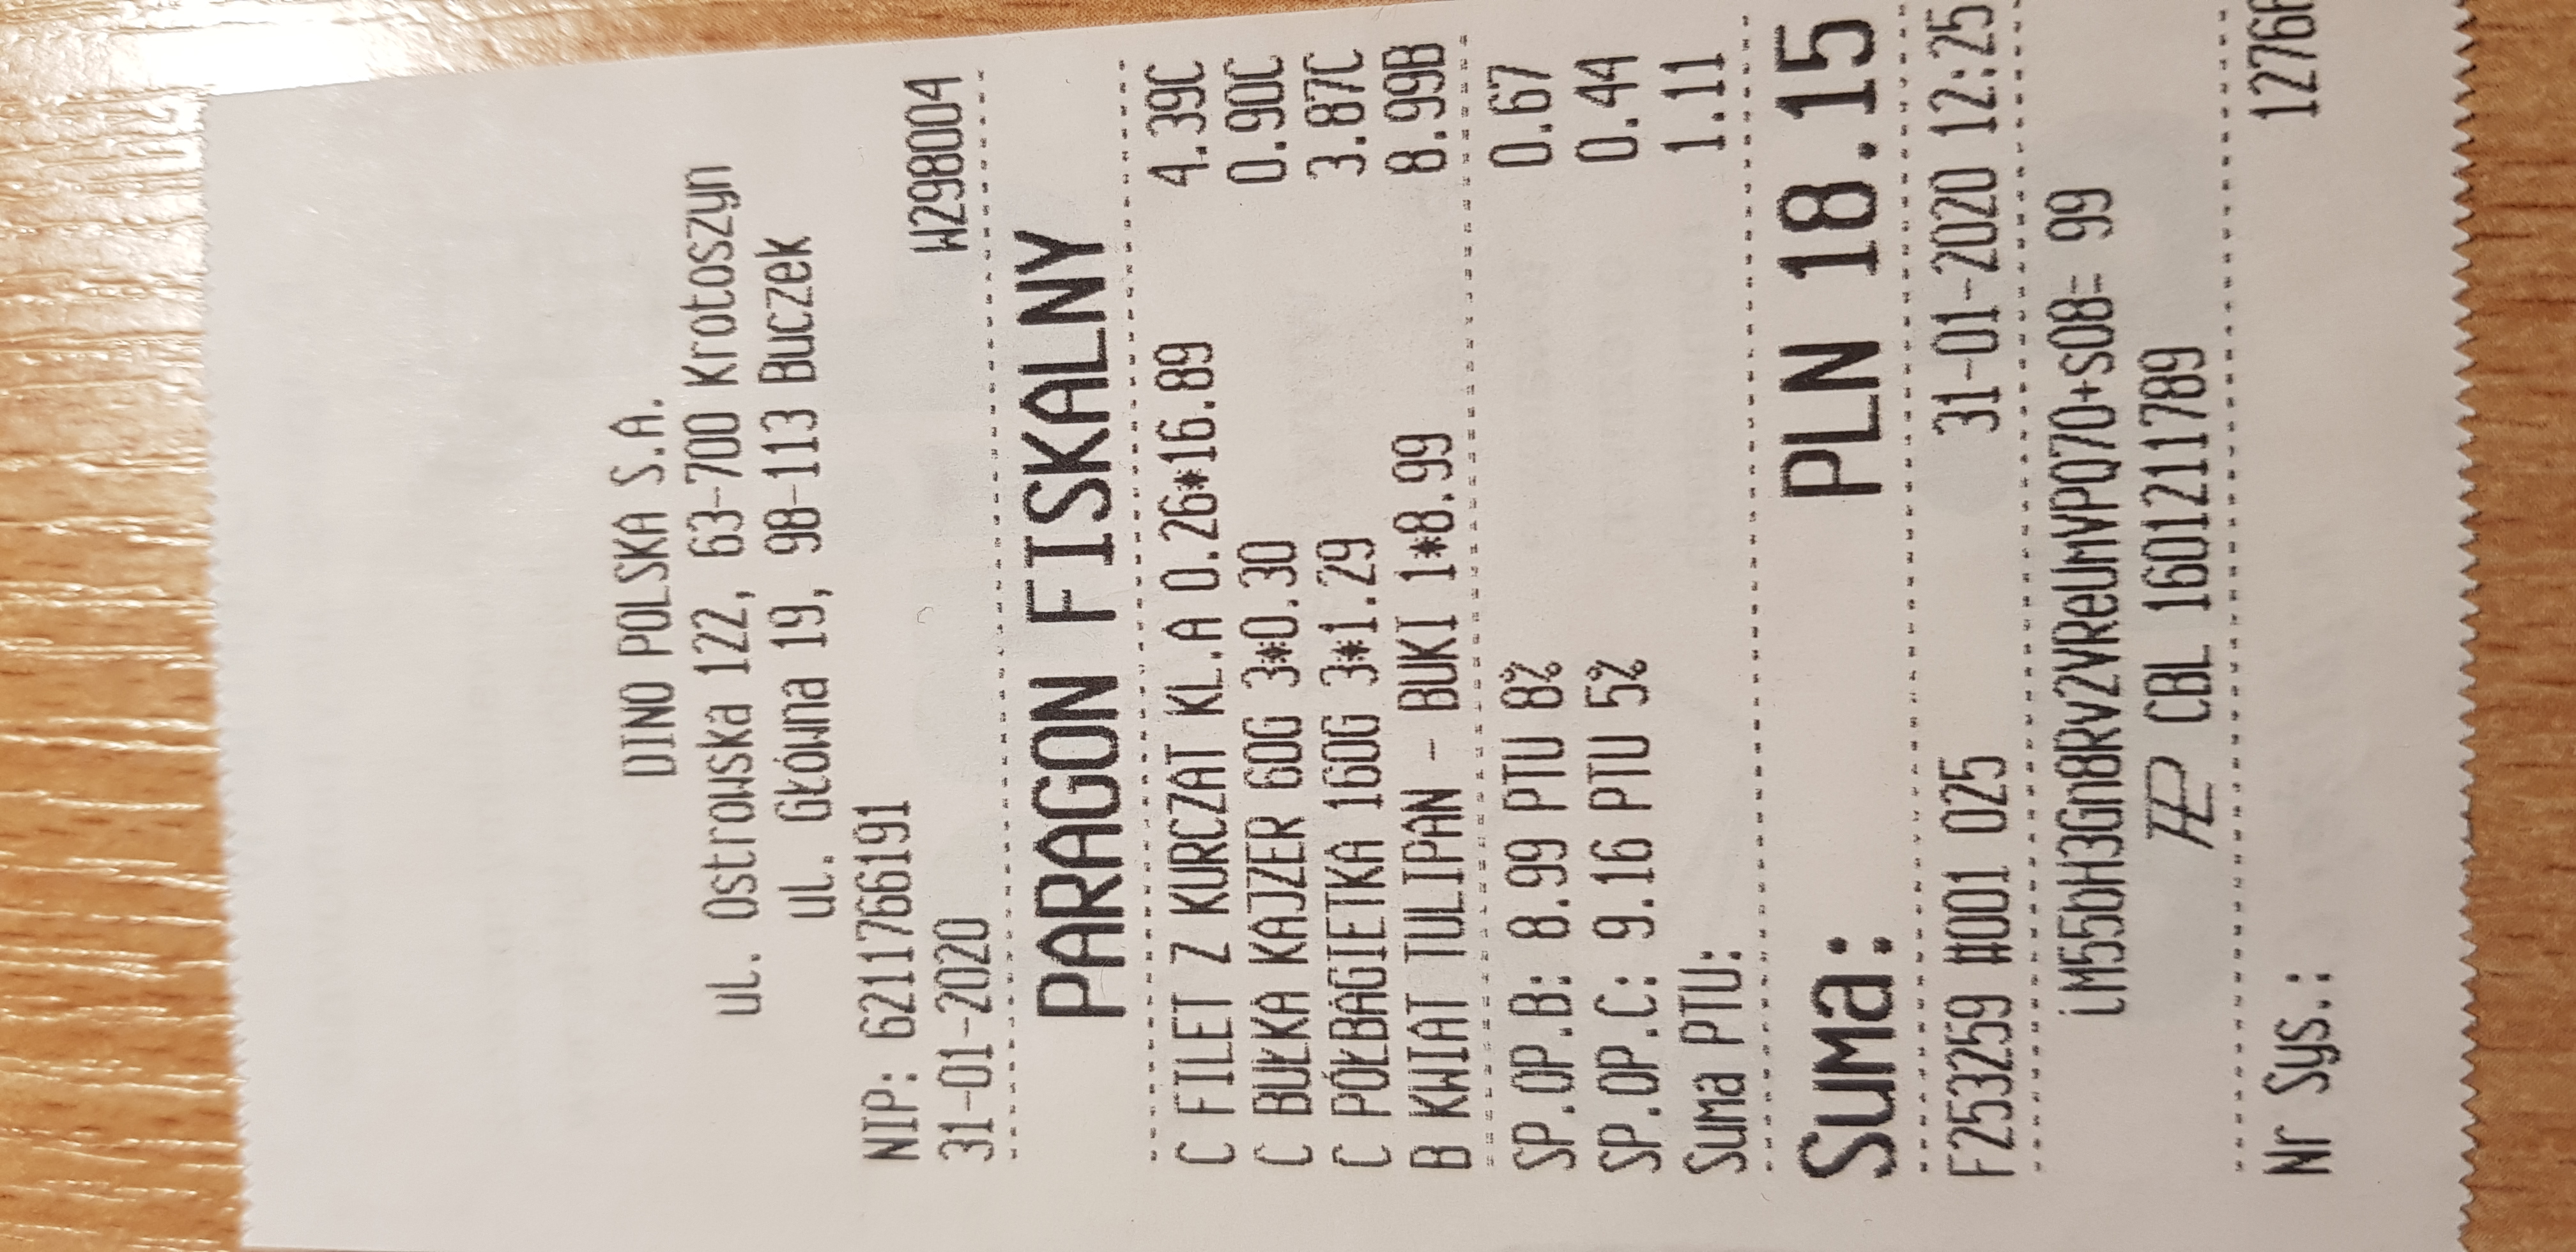 DINO POLSKA S.A.
ul. Ostrowska 122, 63-700 Krotoszyn
ul. Główna 19, 98-113 Buczek
NIP: 6211766191
31-01-2020 W298004
PARAGON FISKALNY
C FILET Z KURCZAT KL.A 0.26*16.89 4.39C
C BUŁKA KAJZER 60G 3*0.30 0.90C
C PÓŁBAGIETKA 160G 3*1.29 3.87C
B KWIAT TULIPAN - BUKI 1*8.99 8.99B
SP.OP.B: 8.99 PTU 8% 0.67
SP.OP.C: 9.16 PTU 5% 0.44
Suma PTU: 1.11
Suma: PLN 18.15
F253259 #001 025 31-01-2020 12:25
iM55bH3Gn8Rv2VReUmVPQ70+s08= 99
CBL 1601211789
Nr Sys.: